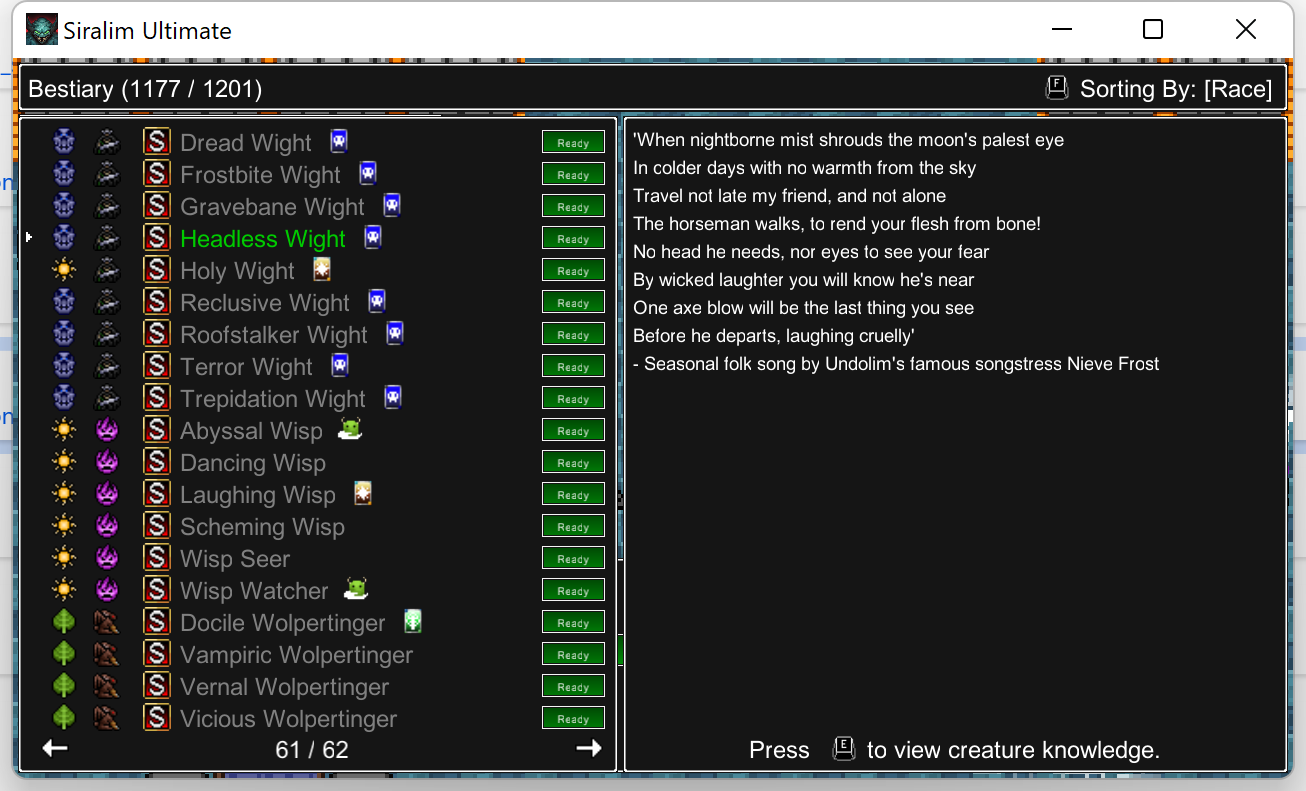 Siralim Ultimate
Bestiary (1177 / 1201)
F Sorting By: [Race]
S Dread Wight Ready
S Frostbite Wight Ready
S Gravebane Wight Ready
S Headless Wight Ready
S Holy Wight Ready
S Reclusive Wight Ready
S Roofstalker Wight Ready
S Terror Wight Ready
S Trepidation Wight Ready
S Abyssal Wisp Ready
S Dancing Wisp Ready
S Laughing Wisp Ready
S Scheming Wisp Ready
S Wisp Seer Ready
S Wisp Watcher Ready
S Docile Wolpertinger Ready
S Vampiric Wolpertinger Ready
S Vernal Wolpertinger Ready
S Vicious Wolpertinger Ready
61 / 62
'When nightborne mist shrouds the moon's palest eye
In colder days with no warmth from the sky
Travel not late my friend, and not alone
The horseman walks, to rend your flesh from bone!
No head he needs, nor eyes to see your fear
By wicked laughter you will know he's near
One axe blow will be the last thing you see
Before he departs, laughing cruelly'
- Seasonal folk song by Undolim's famous songstress Nieve Frost
Press E to view creature knowledge.